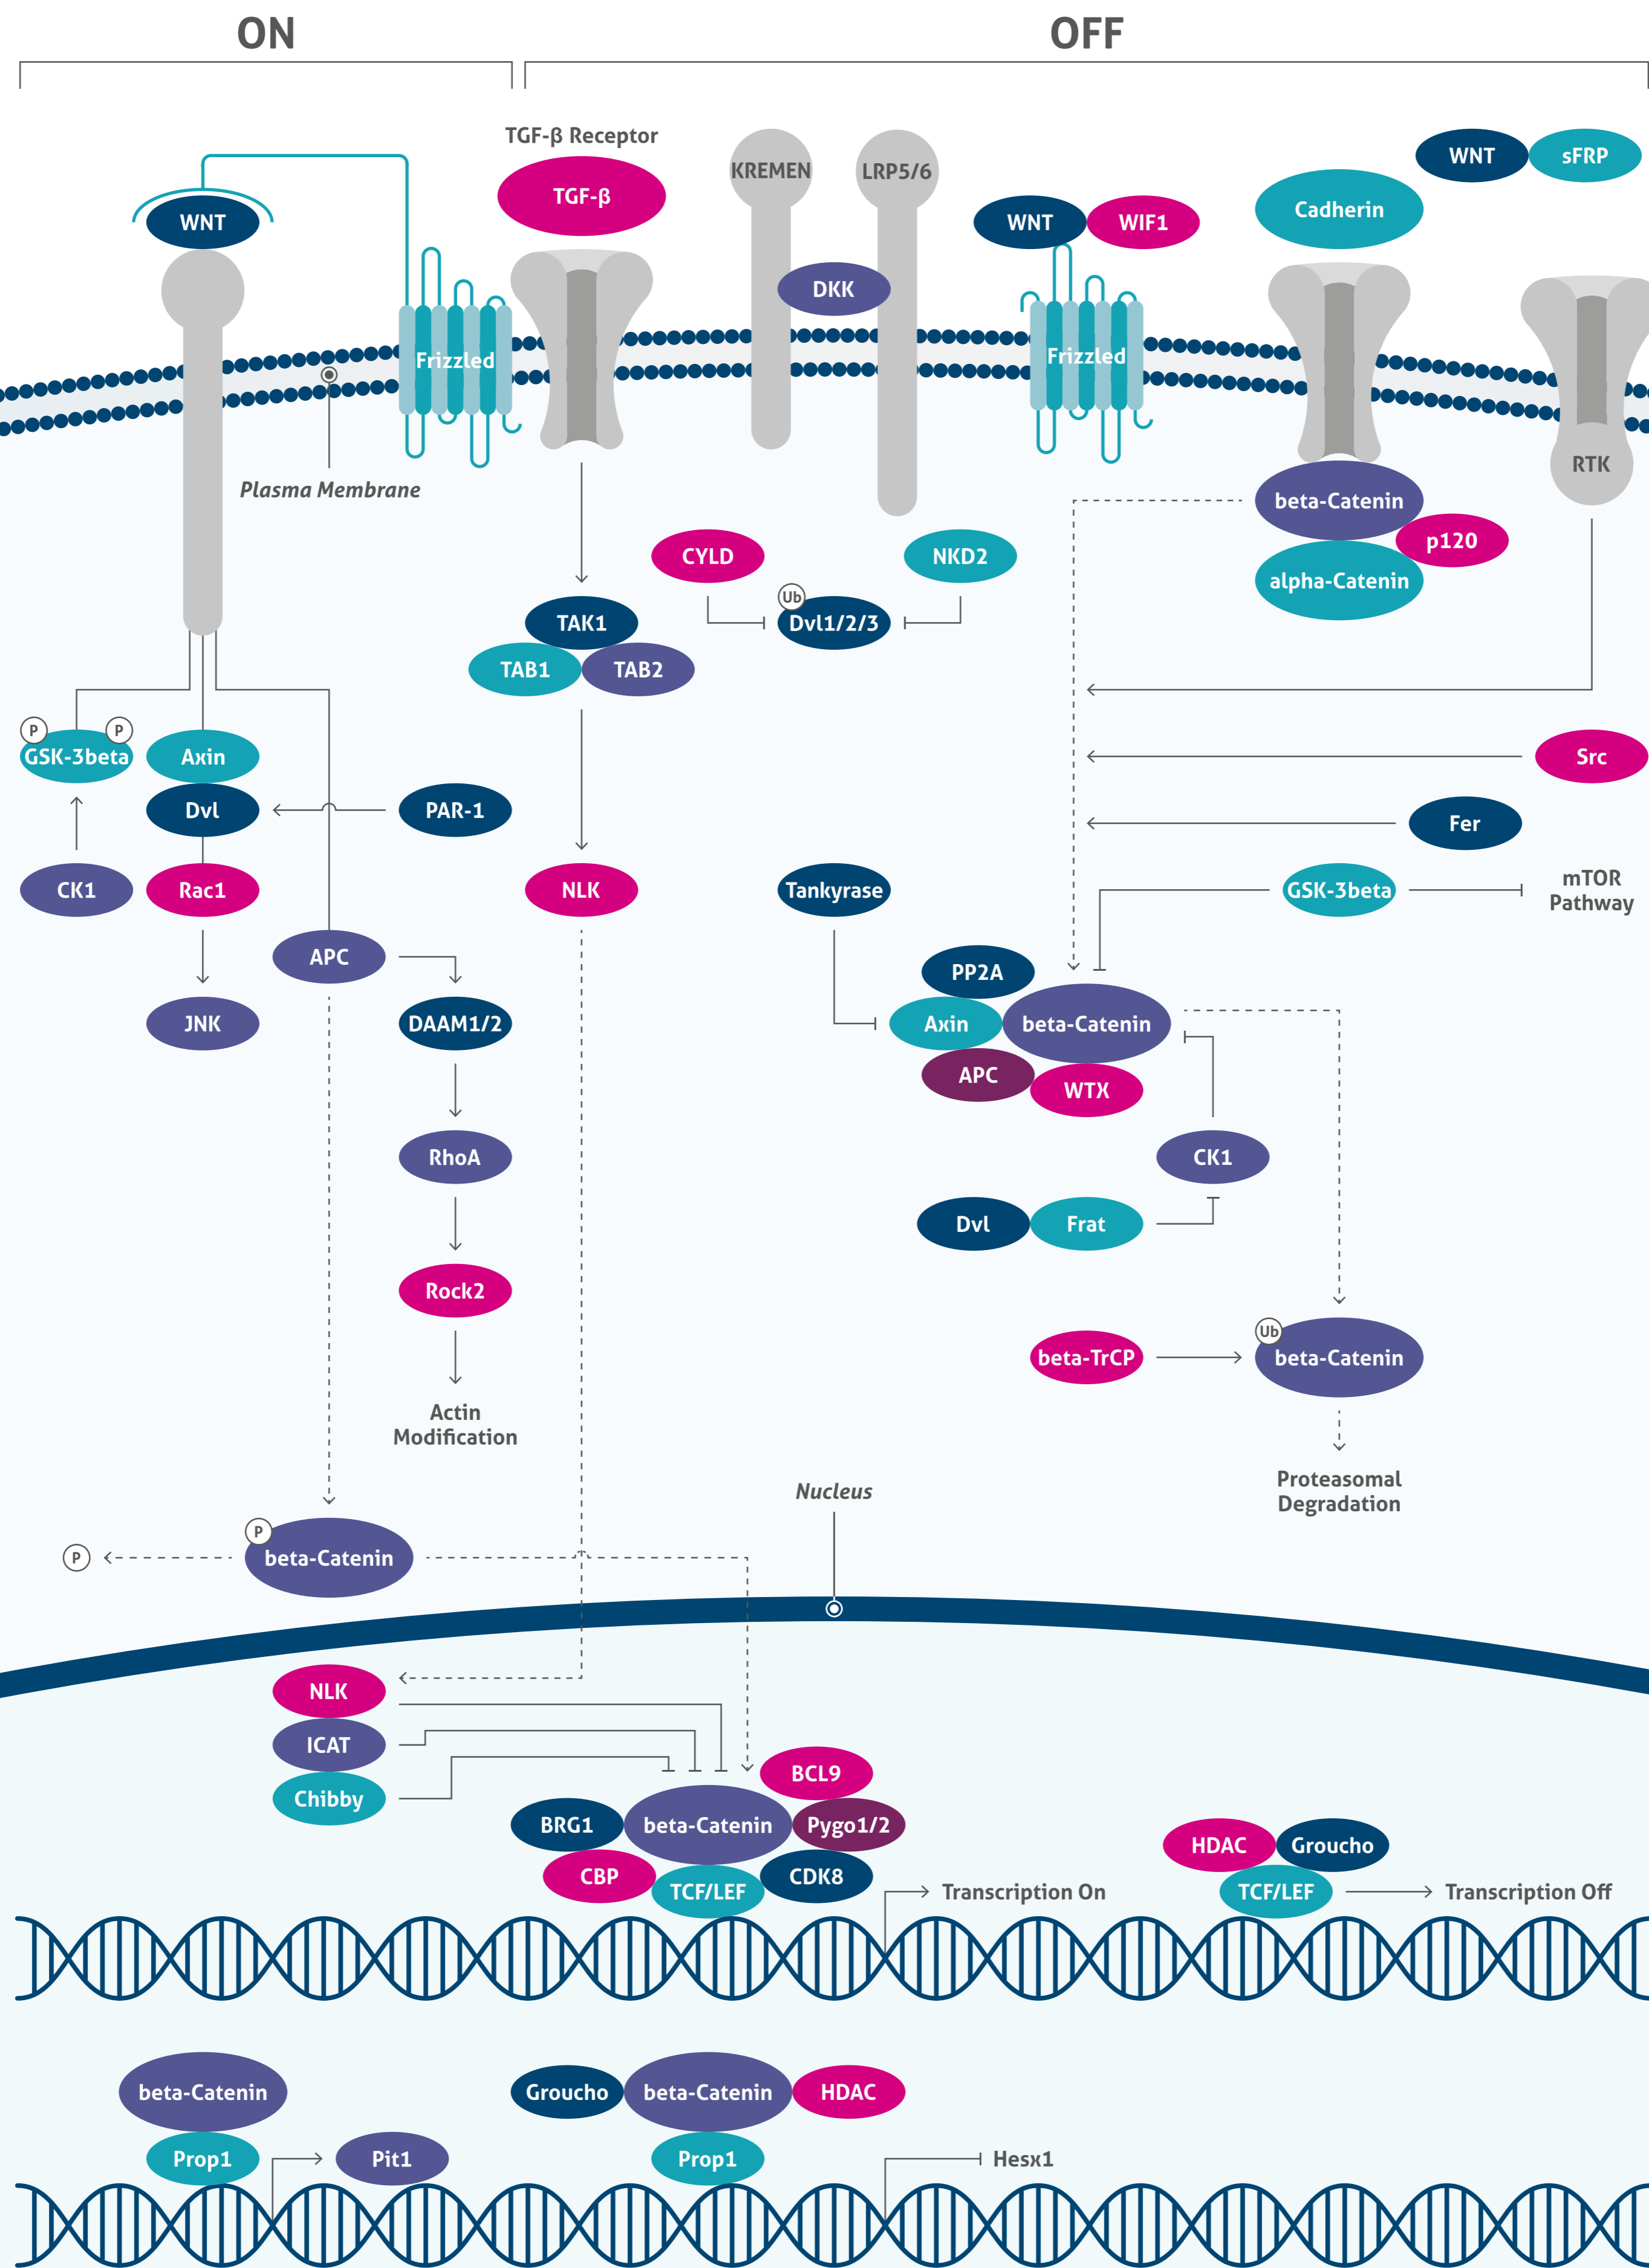 ON
OFF
TGF-β Receptor
TGF-β
KREMEN
LRP5/6
WNT
sFRP
WNT
WNT
WIF1
Cadherin
DKK
Frizzled
Frizzled
Plasma Membrane
RTK
beta-Catenin
p120
alpha-Catenin
CYLD
NKD2
Ub
Dvl1/2/3
TAK1
TAB1
TAB2
P
P
GSK-3beta
Axin
Src
Dvl
PAR-1
Fer
CK1
Rac1
NLK
Tankyrase
GSK-3beta
mTOR
Pathway
APC
PP2A
JNK
DAAM1/2
Axin
beta-Catenin
APC
WTX
RhoA
CK1
Dvl
Frat
Rock2
Ub
beta-TrCP
beta-Catenin
Actin
Modification
Proteasomal
Degradation
Nucleus
P
P
beta-Catenin
NLK
ICAT
Chibby
BCL9
BRG1
beta-Catenin
Pygo1/2
CBP
TCF/LEF
CDK8
Transcription On
HDAC
Groucho
TCF/LEF
Transcription Off
beta-Catenin
Groucho
beta-Catenin
HDAC
Prop1
Pit1
Prop1
Hesx1